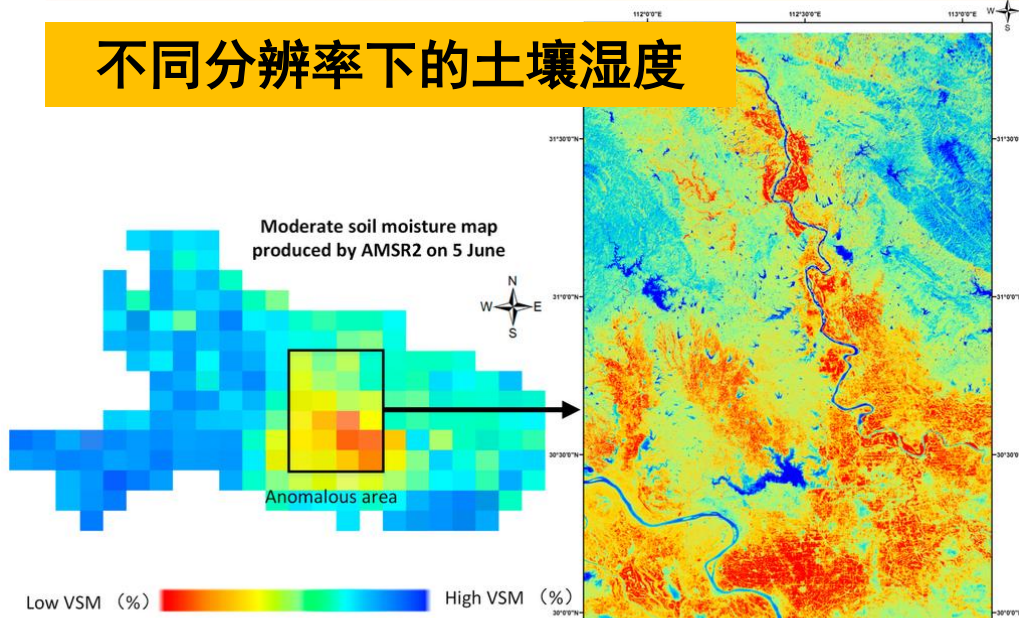 不同分辨率下的土壤湿度
Moderate soil moisture map
produced by AMSR2 on 5 June
N
W E
S
Anomalous area
Low VSM （%）
High VSM （%）
112°0'0"E 112°30'0"E 113°0'0"E
W
S
31°30'0"N
31°0'0"N
30°30'0"N
30°0'0"N